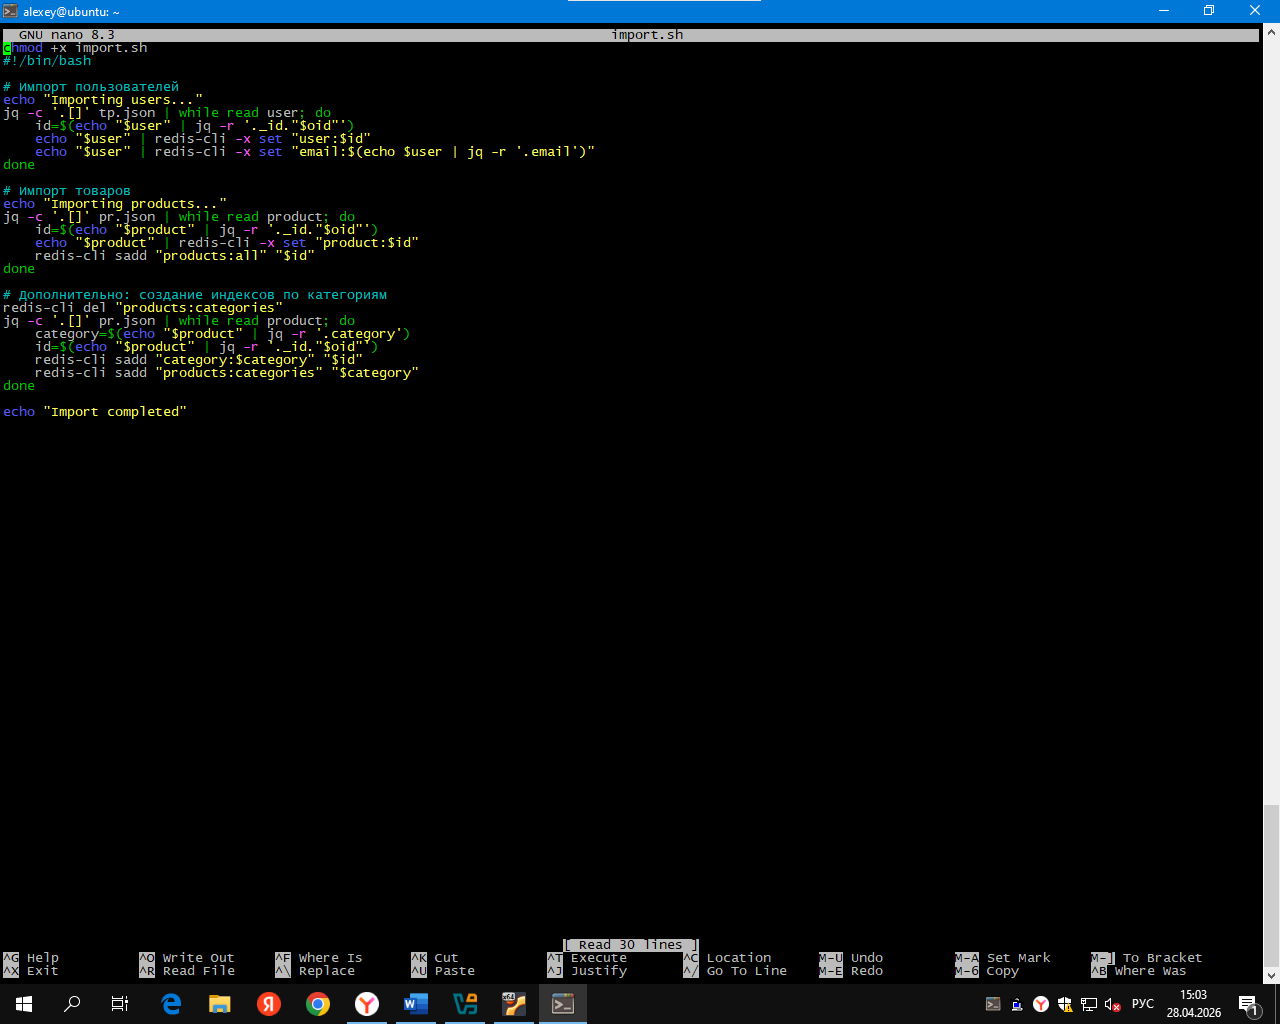 alexey@ubuntu: ~
GNU nano 8.3 import.sh
chmod +x import.sh
#!/bin/bash
# Импорт пользователей
echo "Importing users..."
jq -c '.[]' tp.json | while read user; do
    id=$(echo "$user" | jq -r '._id."$oid"')
    echo "$user" | redis-cli -x set "user:$id"
    echo "$user" | redis-cli -x set "email:$(echo $user | jq -r '.email')"
done
# Импорт товаров
echo "Importing products..."
jq -c '.[]' pr.json | while read product; do
    id=$(echo "$product" | jq -r '._id."$oid"')
    echo "$product" | redis-cli -x set "product:$id"
    redis-cli sadd "products:all" "$id"
done
# Дополнительно: создание индексов по категориям
redis-cli del "products:categories"
jq -c '.[]' pr.json | while read product; do
    category=$(echo "$product" | jq -r '.category')
    id=$(echo "$product" | jq -r '._id."$oid"')
    redis-cli sadd "category:$category" "$id"
    redis-cli sadd "products:categories" "$category"
done
echo "Import completed"
[ Read 30 lines ]
^G Help ^O Write Out ^F Where Is ^K Cut ^T Execute ^C Location M-U Undo M-A Set Mark M-] To Bracket
^X Exit ^R Read File ^\ Replace ^U Paste ^J Justify ^/ Go To Line M-E Redo M-6 Copy ^B Where Was
РУС
15:03
28.04.2026
1